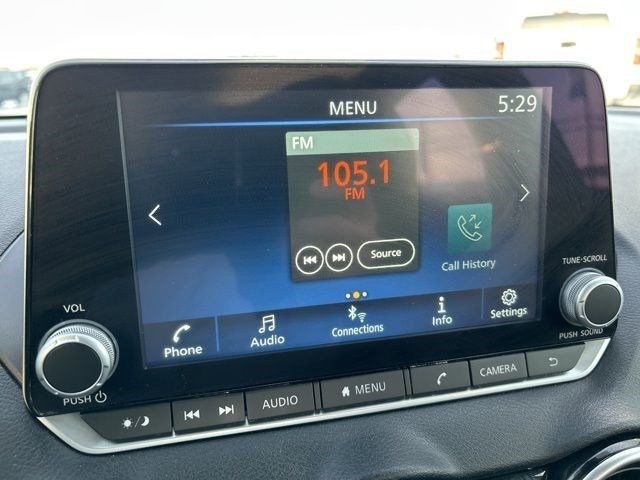 MENU
5:29
FM
105.1
FM
Source
Call History
Phone
Audio
Connections
Info
Settings
VOL
PUSH
TUNE·SCROLL
PUSH SOUND
AUDIO
MENU
CAMERA